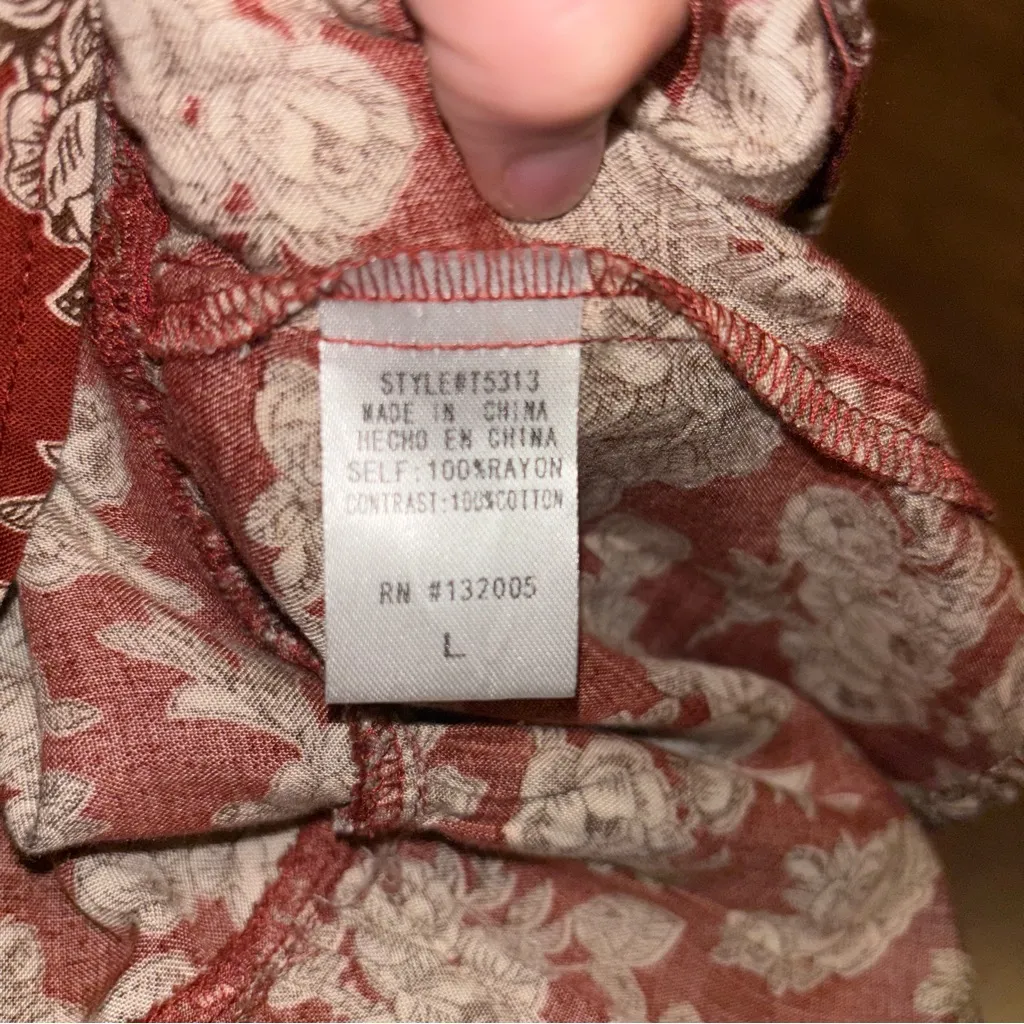 STYLE#T5313
MADE IN CHINA
HECHO EN CHINA
SELF:100%RAYON
CONTRAST:100%COTTON
RN #132005
L